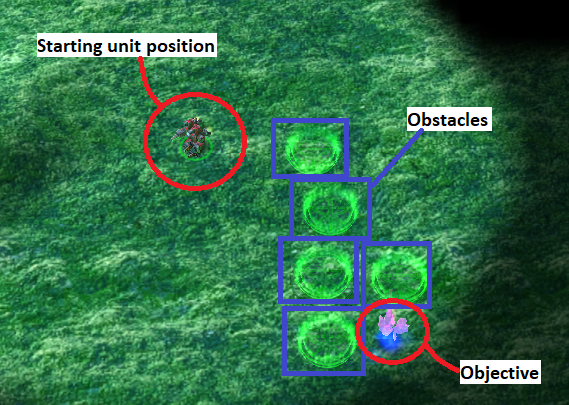 Starting unit position
Obstacles
Objective